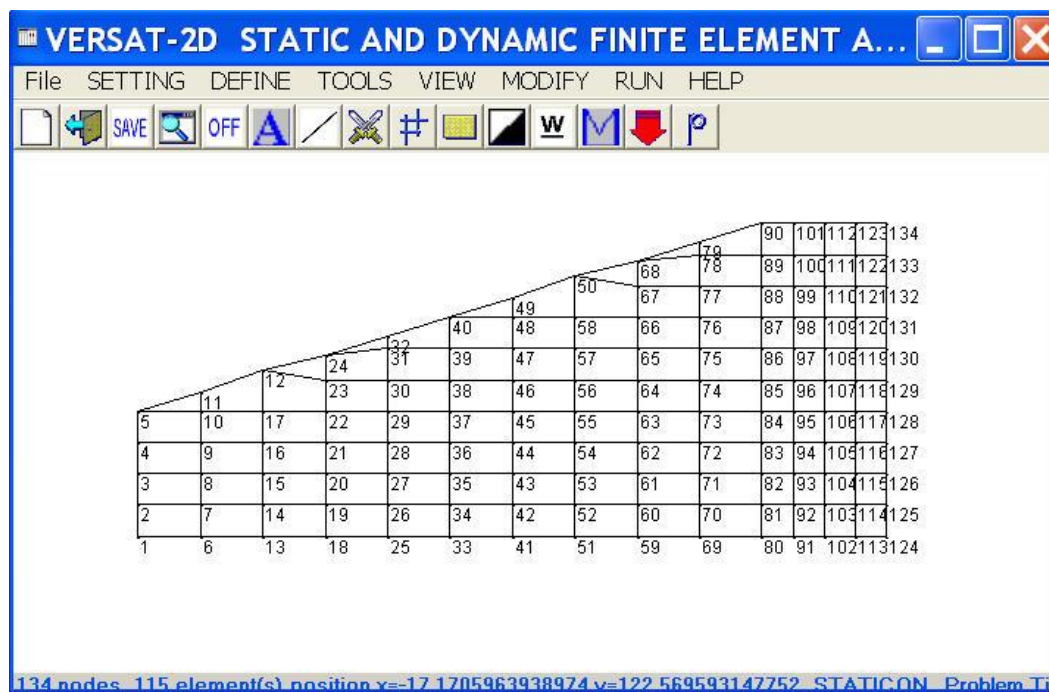 VERSAT-2D STATIC AND DYNAMIC FINITE ELEMENT A...
File SETTING DEFINE TOOLS VIEW MODIFY RUN HELP
SAVE OFF A W P
90 101 112 123 134
79
68 78 89 100 111 122 133
50
67 77 88 99 110 121 132
49
40 48 58 66 76 87 98 109 120 131
32
24 31 39 47 57 65 75 86 97 108 119 130
12
23 30 38 46 56 64 74 85 96 107 118 129
11
5 10 17 22 29 37 45 55 63 73 84 95 106 117 128
4 9 16 21 28 36 44 54 62 72 83 94 105 116 127
3 8 15 20 27 35 43 53 61 71 82 93 104 115 126
2 7 14 19 26 34 42 52 60 70 81 92 103 114 125
1 6 13 18 25 33 41 51 59 69 80 91 102 113 124
134 nodes, 115 element(s) position x=-17.1705963938974 y=122.569593147752 STATICON Problem Ti